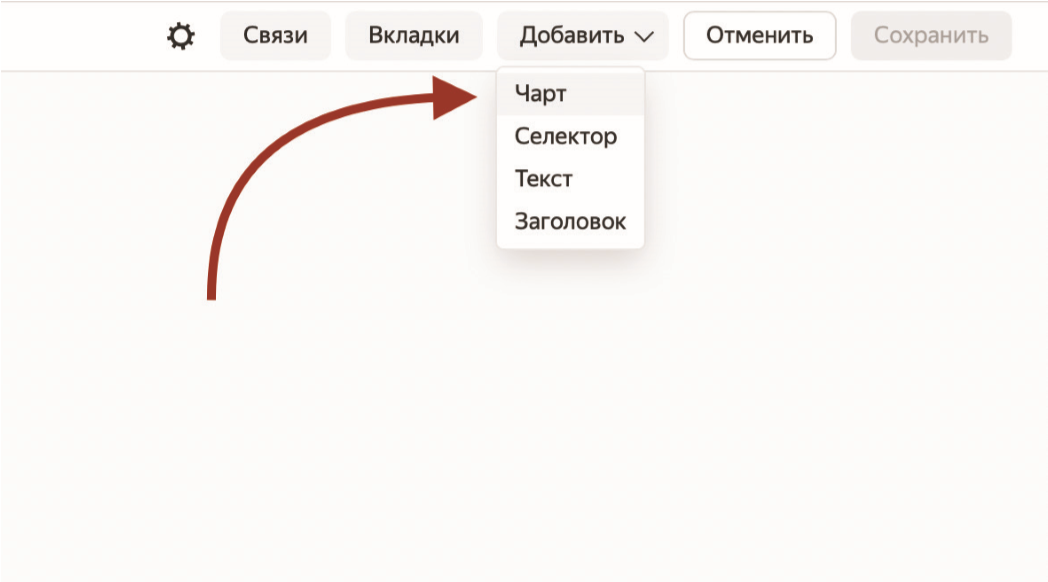 Связи Вкладки Добавить Отменить Сохранить
Чарт
Селектор
Текст
Заголовок